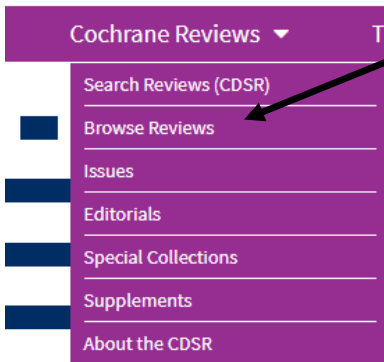 Cochrane Reviews T
Search Reviews (CDSR)
Browse Reviews
Issues
Editorials
Special Collections
Supplements
About the CDSR